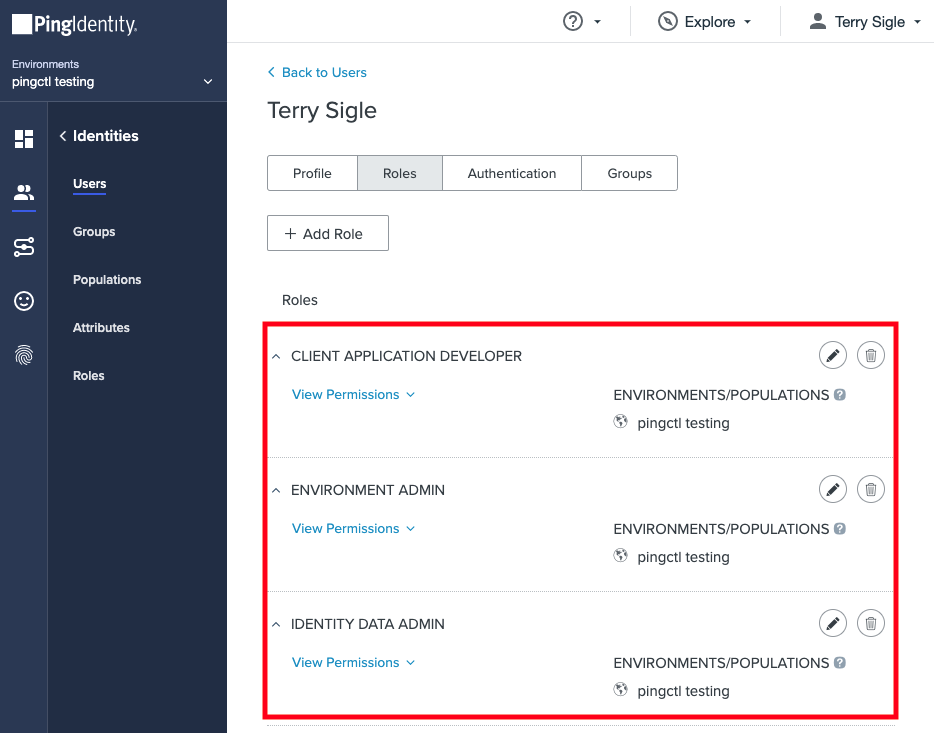 PingIdentity.
Environments
pingctl testing
Identities
Users
Groups
Populations
Attributes
Roles
?
Explore
Terry Sigle
Back to Users
Terry Sigle
Profile
Roles
Authentication
Groups
+ Add Role
Roles
CLIENT APPLICATION DEVELOPER
View Permissions
ENVIRONMENTS/POPULATIONS ?
pingctl testing
ENVIRONMENT ADMIN
View Permissions
ENVIRONMENTS/POPULATIONS ?
pingctl testing
IDENTITY DATA ADMIN
View Permissions
ENVIRONMENTS/POPULATIONS ?
pingctl testing